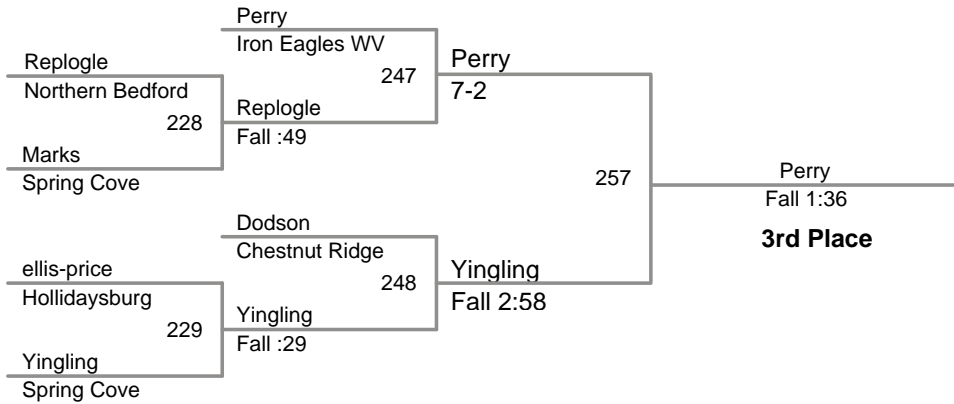 Perry
Iron Eagles WV
Replogle
Northern Bedford
247
Perry
7-2
228
Replogle
Fall :49
Marks
Spring Cove
257
Perry
Fall 1:36
3rd Place
Dodson
Chestnut Ridge
ellis-price
Hollidaysburg
248
Yingling
Fall 2:58
229
Yingling
Fall :29
Yingling
Spring Cove